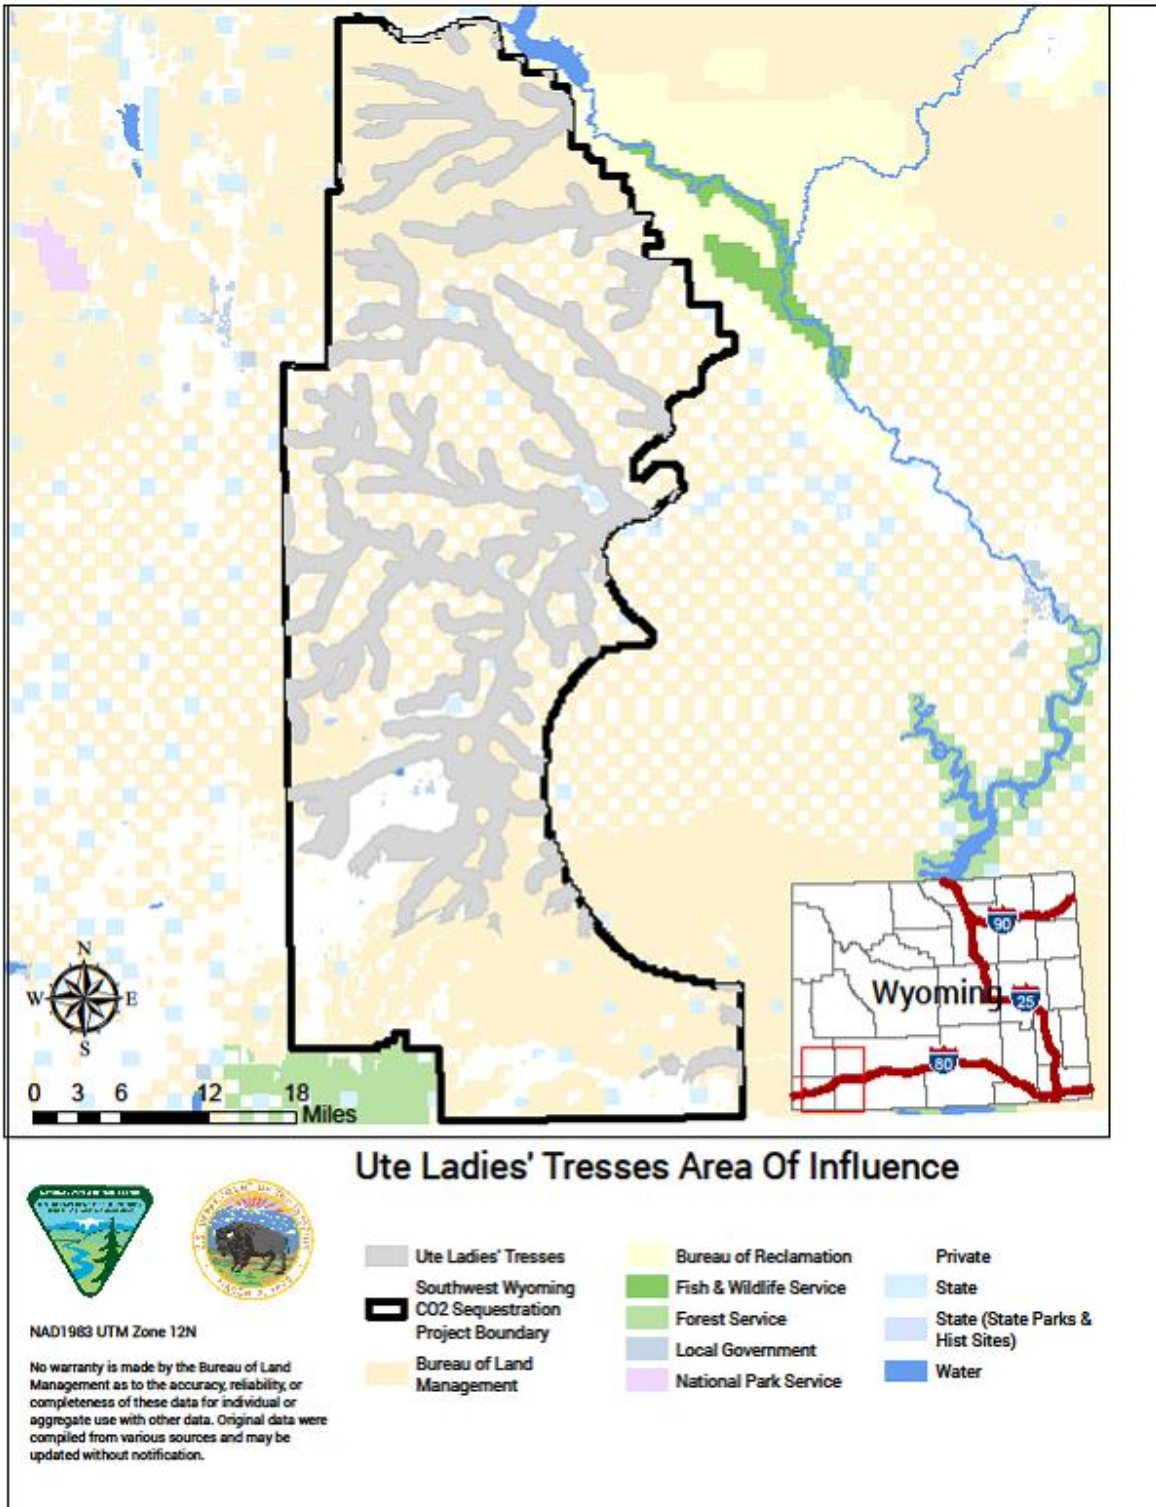 N
W E
S
0 3 6 12 18
Miles
90
Wyoming
25
80
Ute Ladies' Tresses Area Of Influence
Ute Ladies' Tresses
Southwest Wyoming
CO2 Sequestration
Project Boundary
Bureau of Land
Management
Bureau of Reclamation
Fish & Wildlife Service
Forest Service
Local Government
National Park Service
Private
State
State (State Parks &
Hist Sites)
Water
NAD1983 UTM Zone 12N
No warranty is made by the Bureau of Land
Management as to the accuracy, reliability, or
completeness of these data for individual or
aggregate use with other data. Original data were
compiled from various sources and may be
updated without notification.